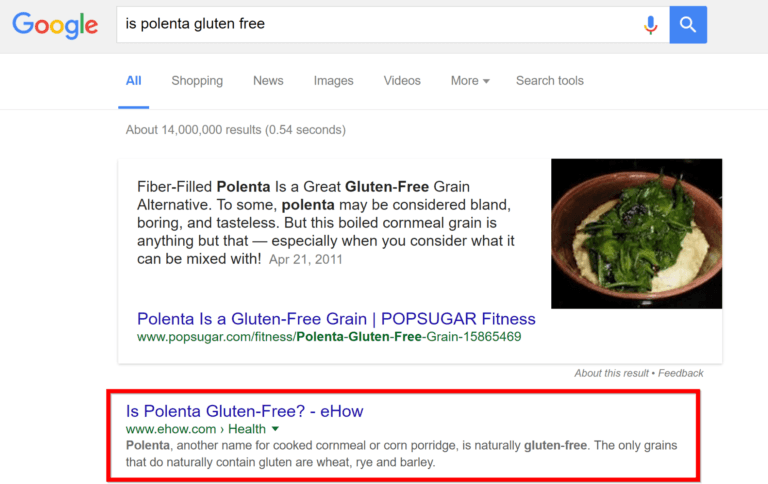 Google
is polenta gluten free
All Shopping News Images Videos More Search tools
About 14,000,000 results (0.54 seconds)
Fiber-Filled Polenta Is a Great Gluten-Free Grain
Alternative. To some, polenta may be considered bland,
boring, and tasteless. But this boiled cornmeal grain is
anything but that — especially when you consider what it
can be mixed with! Apr 21, 2011
Polenta Is a Gluten-Free Grain | POPSUGAR Fitness
www.popsugar.com/fitness/Polenta-Gluten-Free-Grain-15865469
About this result • Feedback
Is Polenta Gluten-Free? - eHow
www.ehow.com › Health
Polenta, another name for cooked cornmeal or corn porridge, is naturally gluten-free. The only grains
that do naturally contain gluten are wheat, rye and barley.